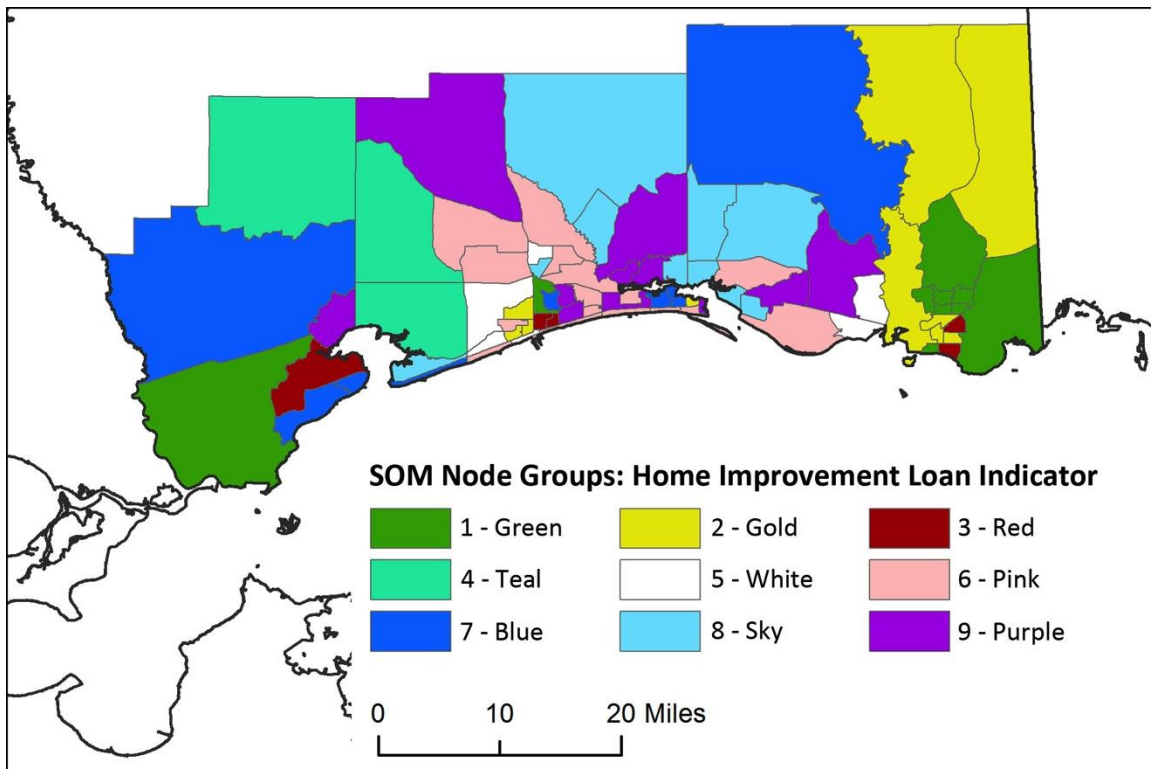 SOM Node Groups: Home Improvement Loan Indicator
1 - Green 2 - Gold 3 - Red
4 - Teal 5 - White 6 - Pink
7 - Blue 8 - Sky 9 - Purple
0 10 20 Miles